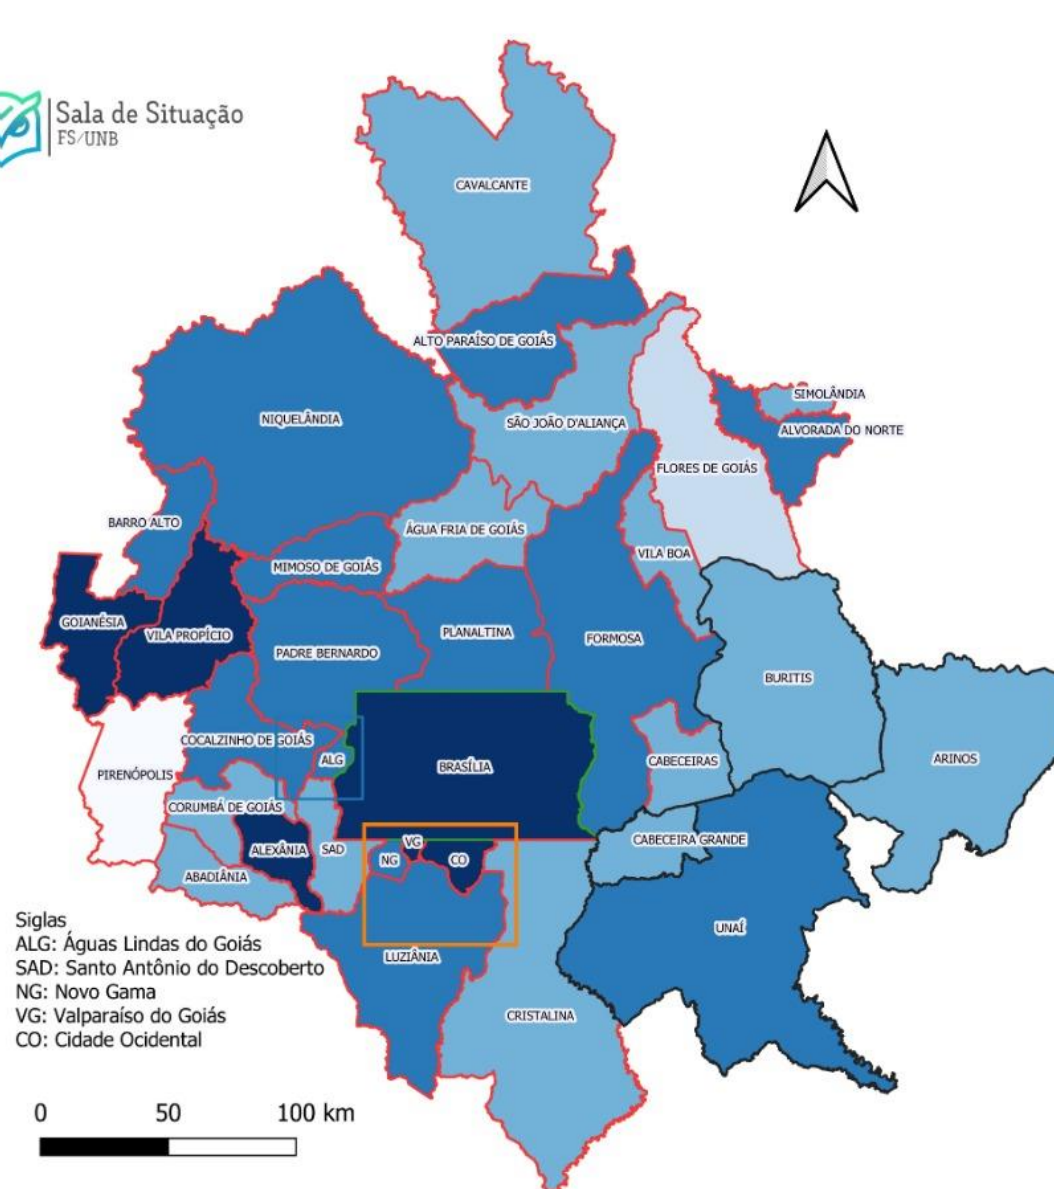 Sala de Situação
FS/UNB
CAVALCANTE
ALTO PARAÍSO DE GOIÁS
SIMOLÂNDIA
NIQUELÂNDIA
SÃO JOÃO D'ALIANÇA
ALVORADA DO NORTE
FLORES DE GOIÁS
BARRO ALTO
ÁGUA FRIA DE GOIÁS
VILA BOA
MIMOSO DE GOIÁS
GOIANÉSIA
VILA PROPÍCIO
PLANALTINA
FORMOSA
PADRE BERNARDO
BURITIS
COCALZINHO DE GOIÁS
ALG
BRASÍLIA
CABECEIRAS
ARINOS
PIRENÓPOLIS
CORUMBÁ DE GOIÁS
VG
CABECEIRA GRANDE
ALEXÂNIA
SAD
NG
CO
ABADIÂNIA
UNAÍ
LUZIÂNIA
CRISTALINA
Siglas
ALG: Águas Lindas do Goiás
SAD: Santo Antônio do Descoberto
NG: Novo Gama
VG: Valparaíso do Goiás
CO: Cidade Ocidental
0 50 100 km